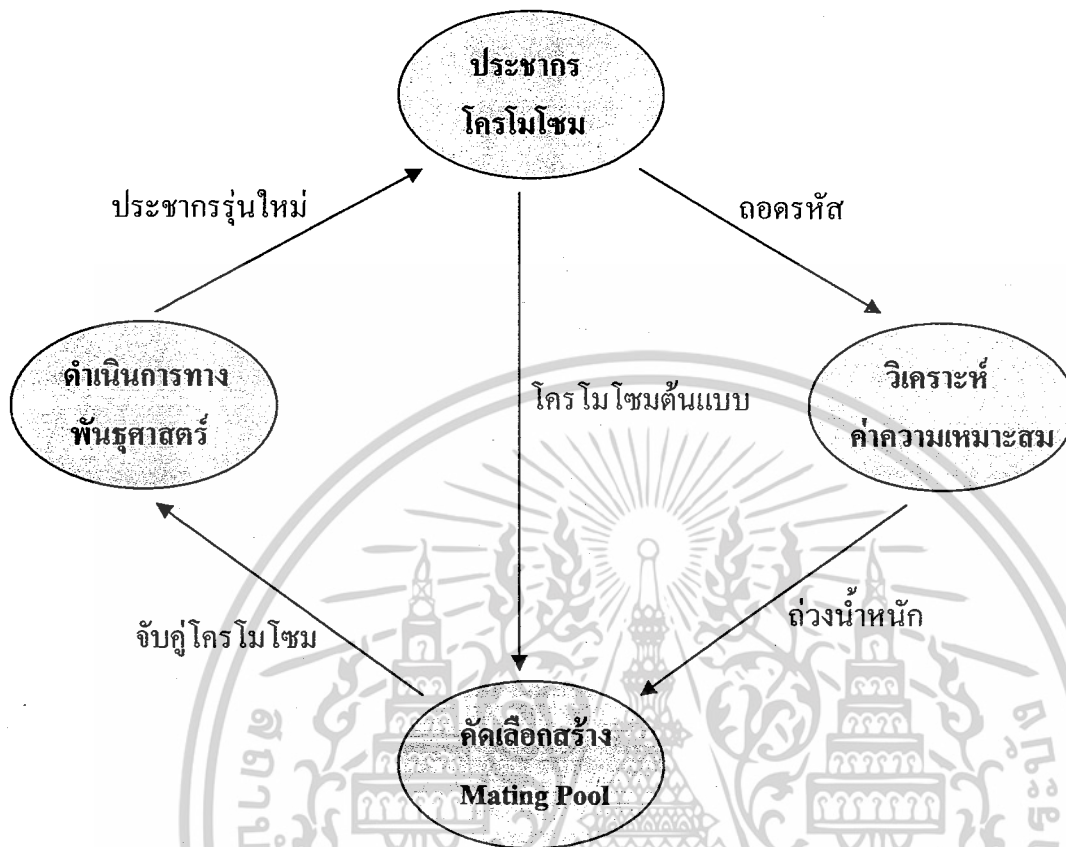 ประชากร
โครโมโซม
ประชากรรุ่นใหม่
ถอดรหัส
ดำเนินการทาง
พันธุศาสตร์
โครโมโซมต้นแบบ
วิเคราะห์
ค่าความเหมาะสม
จับคู่โครโมโซม
ถ่วงน้ำหนัก
คัดเลือกสร้าง
Mating Pool